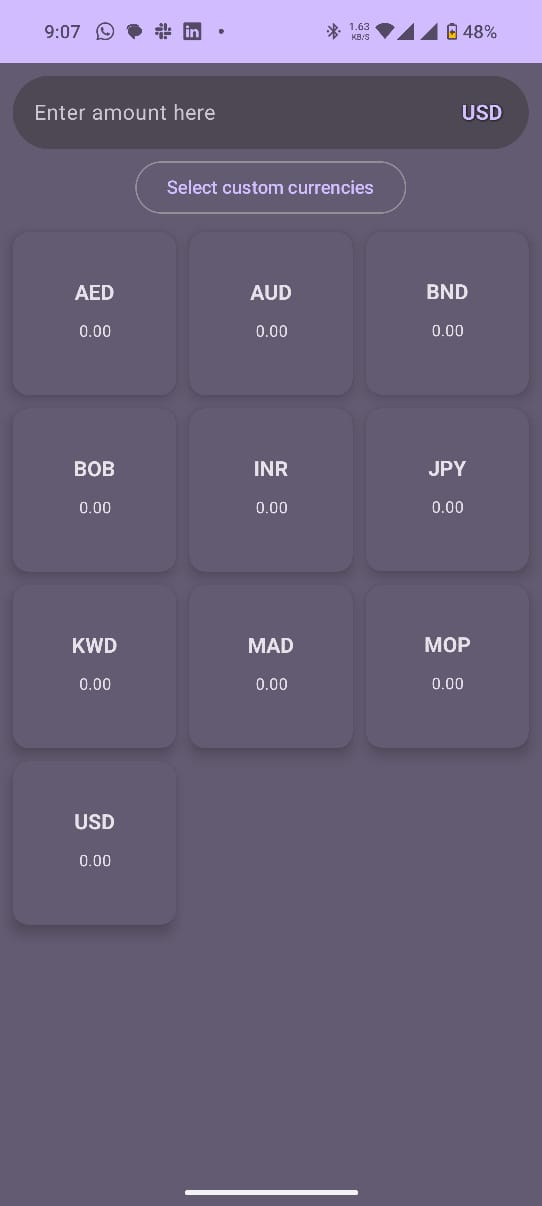 9:07 1.63 KB/S 48%
Enter amount here USD
Select custom currencies
AED AUD BND
0.00 0.00 0.00
BOB INR JPY
0.00 0.00 0.00
KWD MAD MOP
0.00 0.00 0.00
USD
0.00